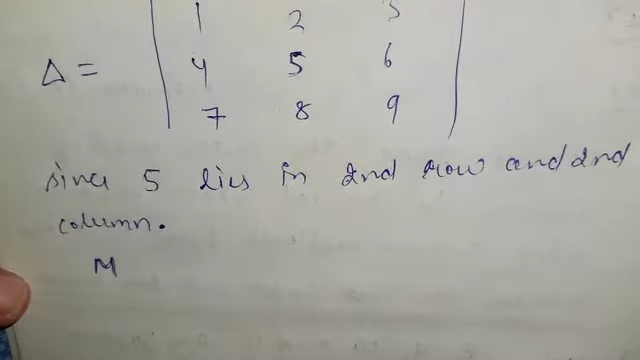 1 2 3
Δ = 4 5 6
7 8 9
since 5 lies in 2nd row and 2nd
column.
M